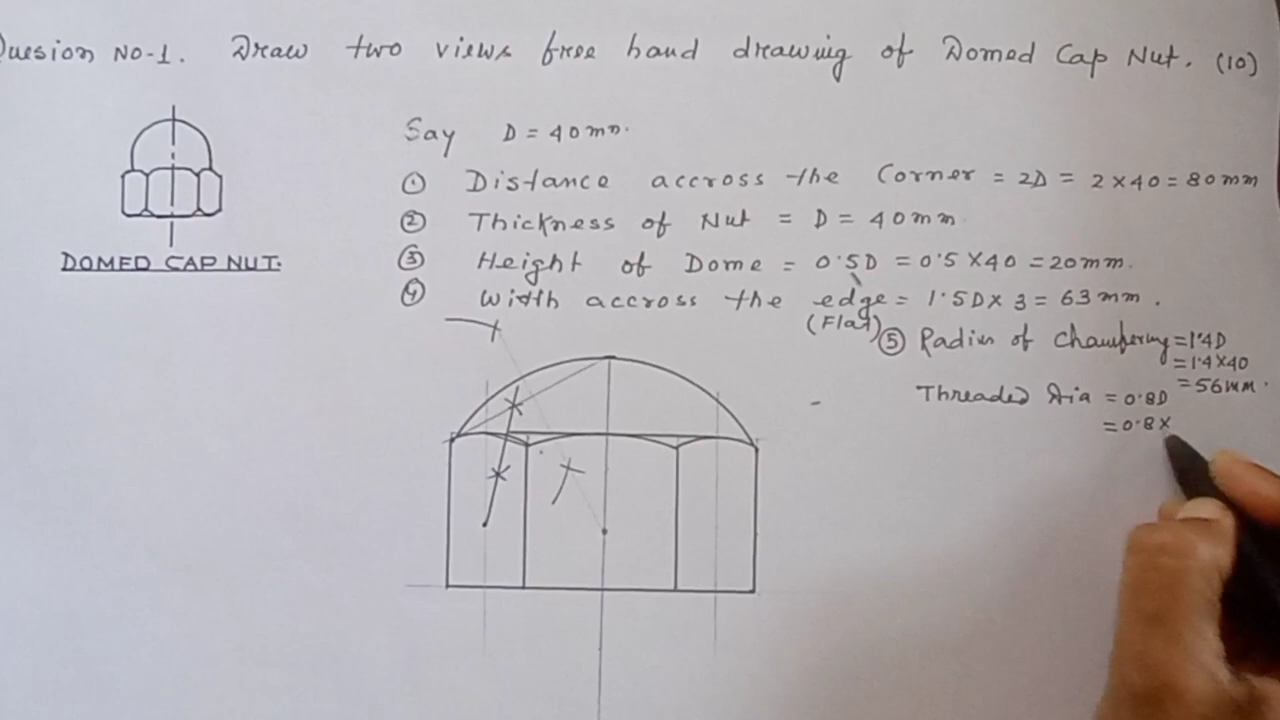 Quesion No-1. Draw two views free hand drawing of Domed Cap Nut. (10)
DOMED CAP NUT.
Say D = 40mm.
① Distance accross the Corner = 2D = 2 x 40 = 80mm
② Thickness of Nut = D = 40mm
③ Height of Dome = 0.5D = 0.5 X 40 = 20mm.
④ Width accross the edge = 1.5D x 3 = 63mm.
(Flat)
⑤ Radius of Chamfering = 1.4D
= 1.4 X 40
= 56mm.
Threaded dia = 0.8D
= 0.8 X